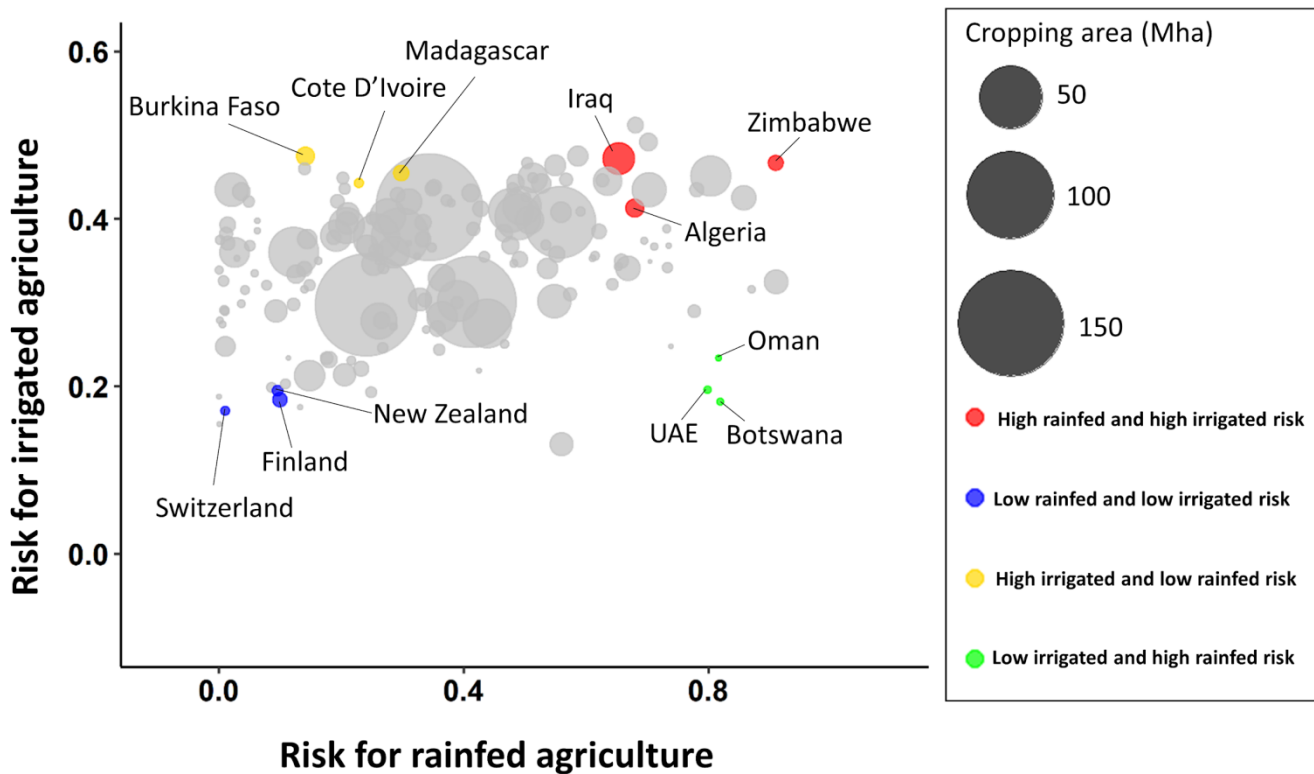 Risk for irrigated agriculture
0.6
0.4
0.2
0.0
0.0
0.4
0.8
Risk for rainfed agriculture
Madagascar
Cote D’Ivoire
Burkina Faso
Iraq
Zimbabwe
Algeria
Oman
UAE
Botswana
New Zealand
Finland
Switzerland
Cropping area (Mha)
50
100
150
High rainfed and high irrigated risk
Low rainfed and low irrigated risk
High irrigated and low rainfed risk
Low irrigated and high rainfed risk